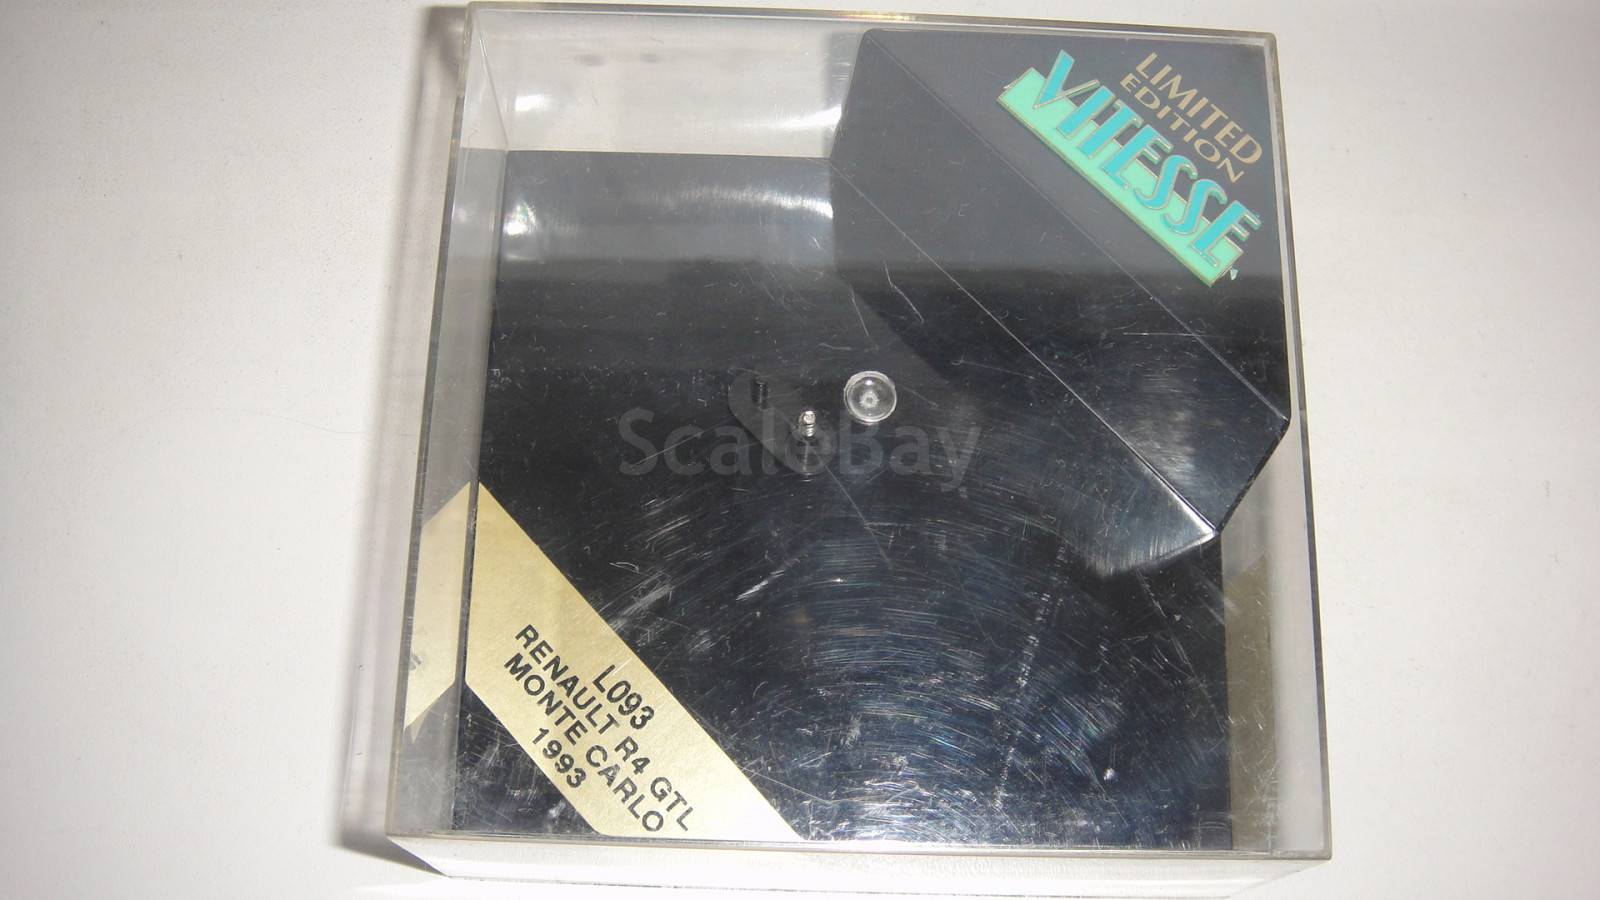 LIMITED
EDITION
VITESSE
ScaleBay
L093
RENAULT R4 GTL
MONTE CARLO
1993